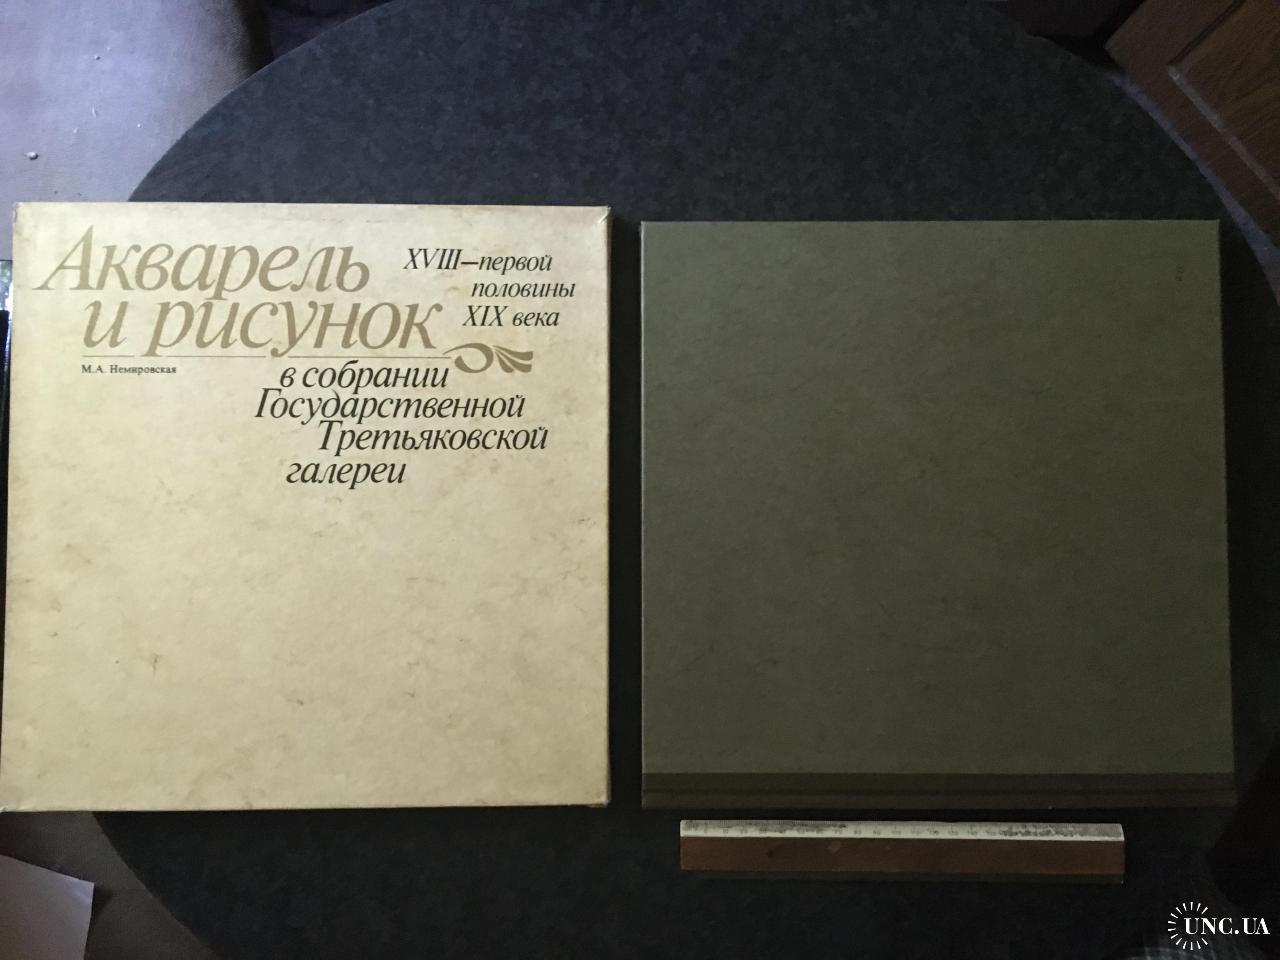 Акварель
и рисунок
XVIII—первой
половины
XIX века
М.А. Немировская
в собрании
Государственной
Третьяковской
галереи
UNC.UA